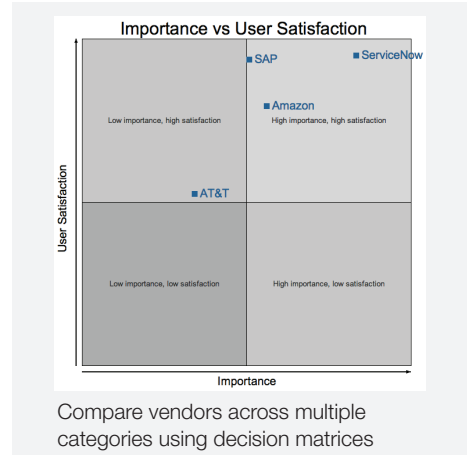 Importance vs User Satisfaction
SAP
ServiceNow
Amazon
Low importance, high satisfaction
High importance, high satisfaction
AT&T
User Satisfaction
Low importance, low satisfaction
High importance, low satisfaction
Importance
Compare vendors across multiple
categories using decision matrices